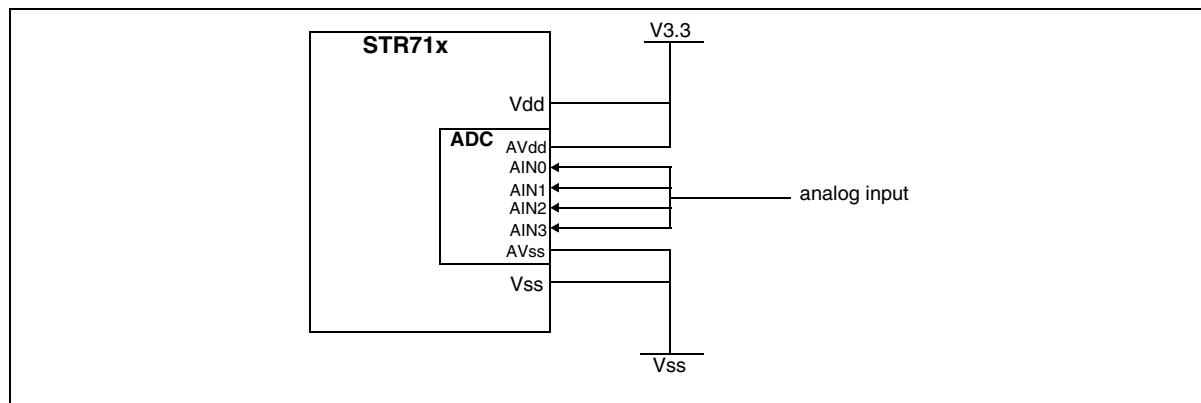 STR71x
V3.3
Vdd
ADC
AVdd
AIN0
AIN1
AIN2
AIN3
AVss
Vss
analog input
Vss